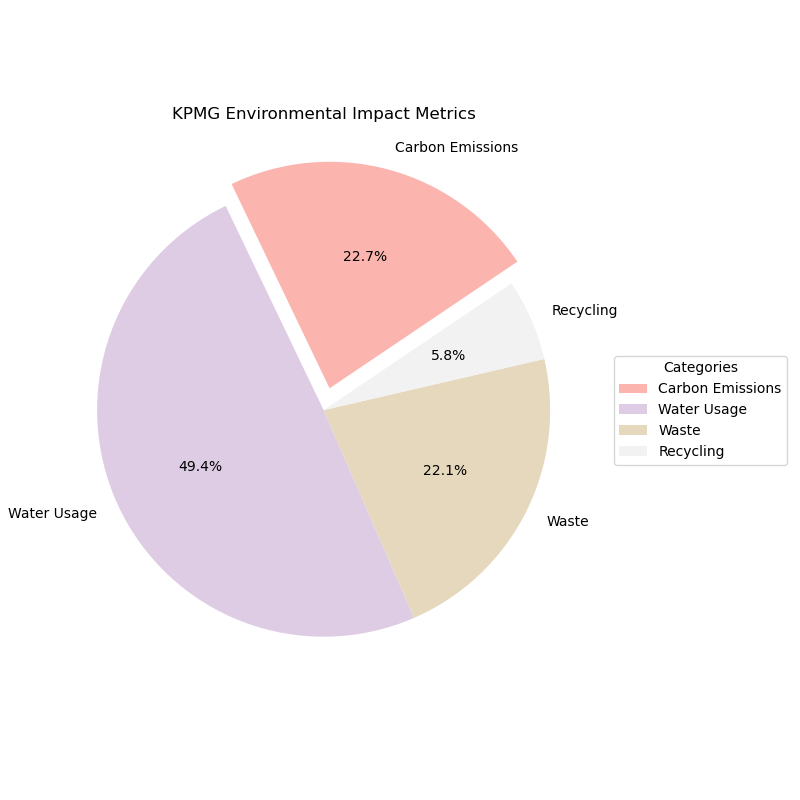 KPMG Environmental Impact Metrics
Carbon Emissions
22.7%
Recycling
5.8%
49.4%
22.1%
Water Usage
Waste
Categories
Carbon Emissions
Water Usage
Waste
Recycling